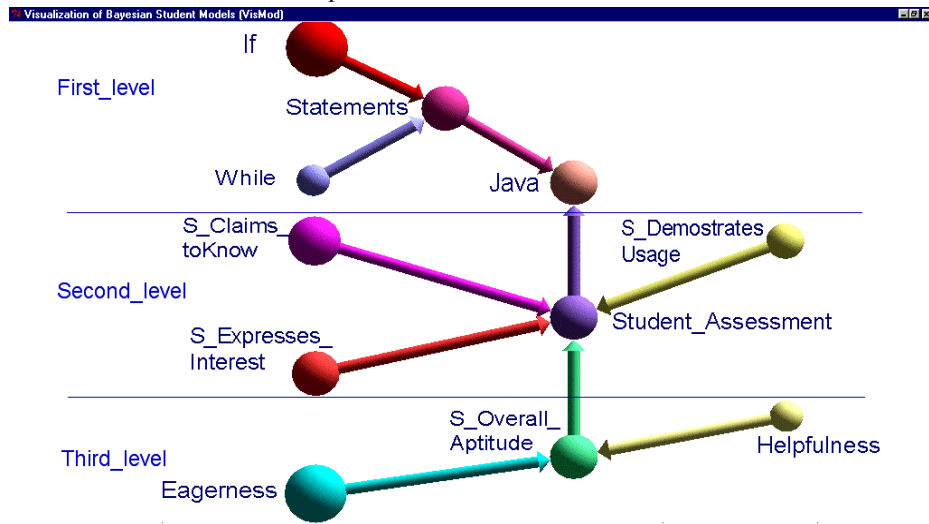 Visualization of Bayesian Student Models (VisMod)
If
First_level
Statements
While
Java
S_Claims_
toKnow
S_Demostrates
Usage
Second_level
Student_Assessment
S_Expresses_
Interest
S_Overall_
Aptitude
Helpfulness
Third_level
Eagerness